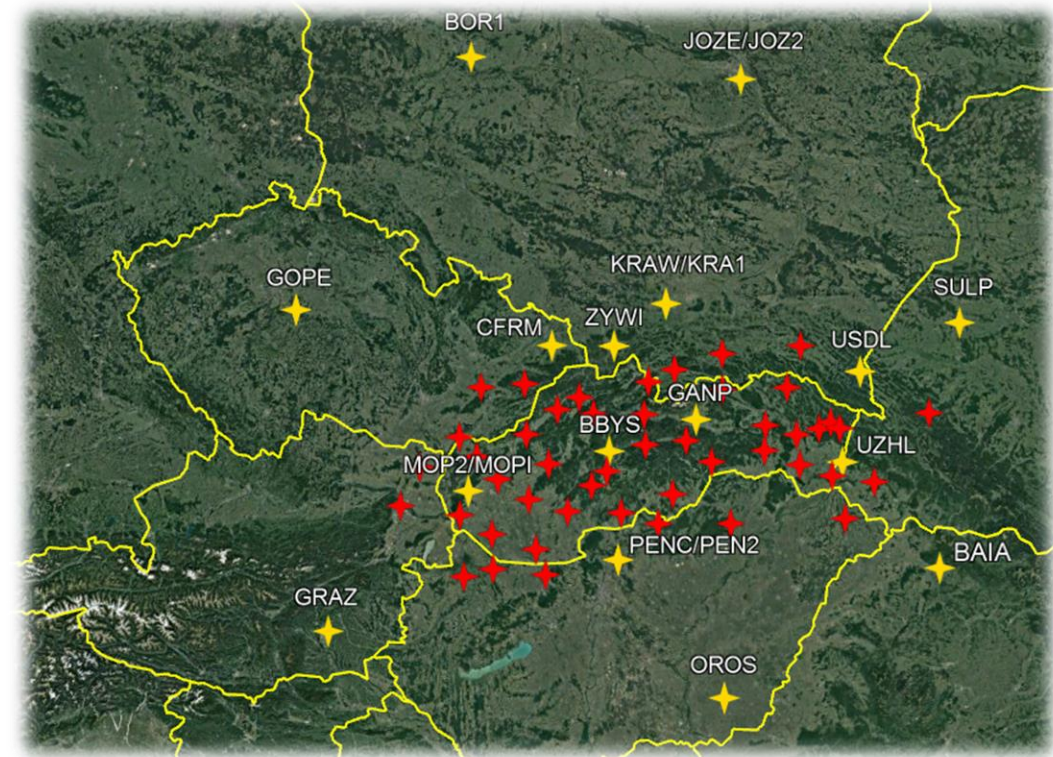 BOR1
JOZE/JOZ2
KRAW/KRA1
GOPE
SULP
CFRM
ZYWI
USDL
GANP
BBYS
UZHL
MOP2/MOPI
PENC/PEN2
BAIA
GRAZ
OROS